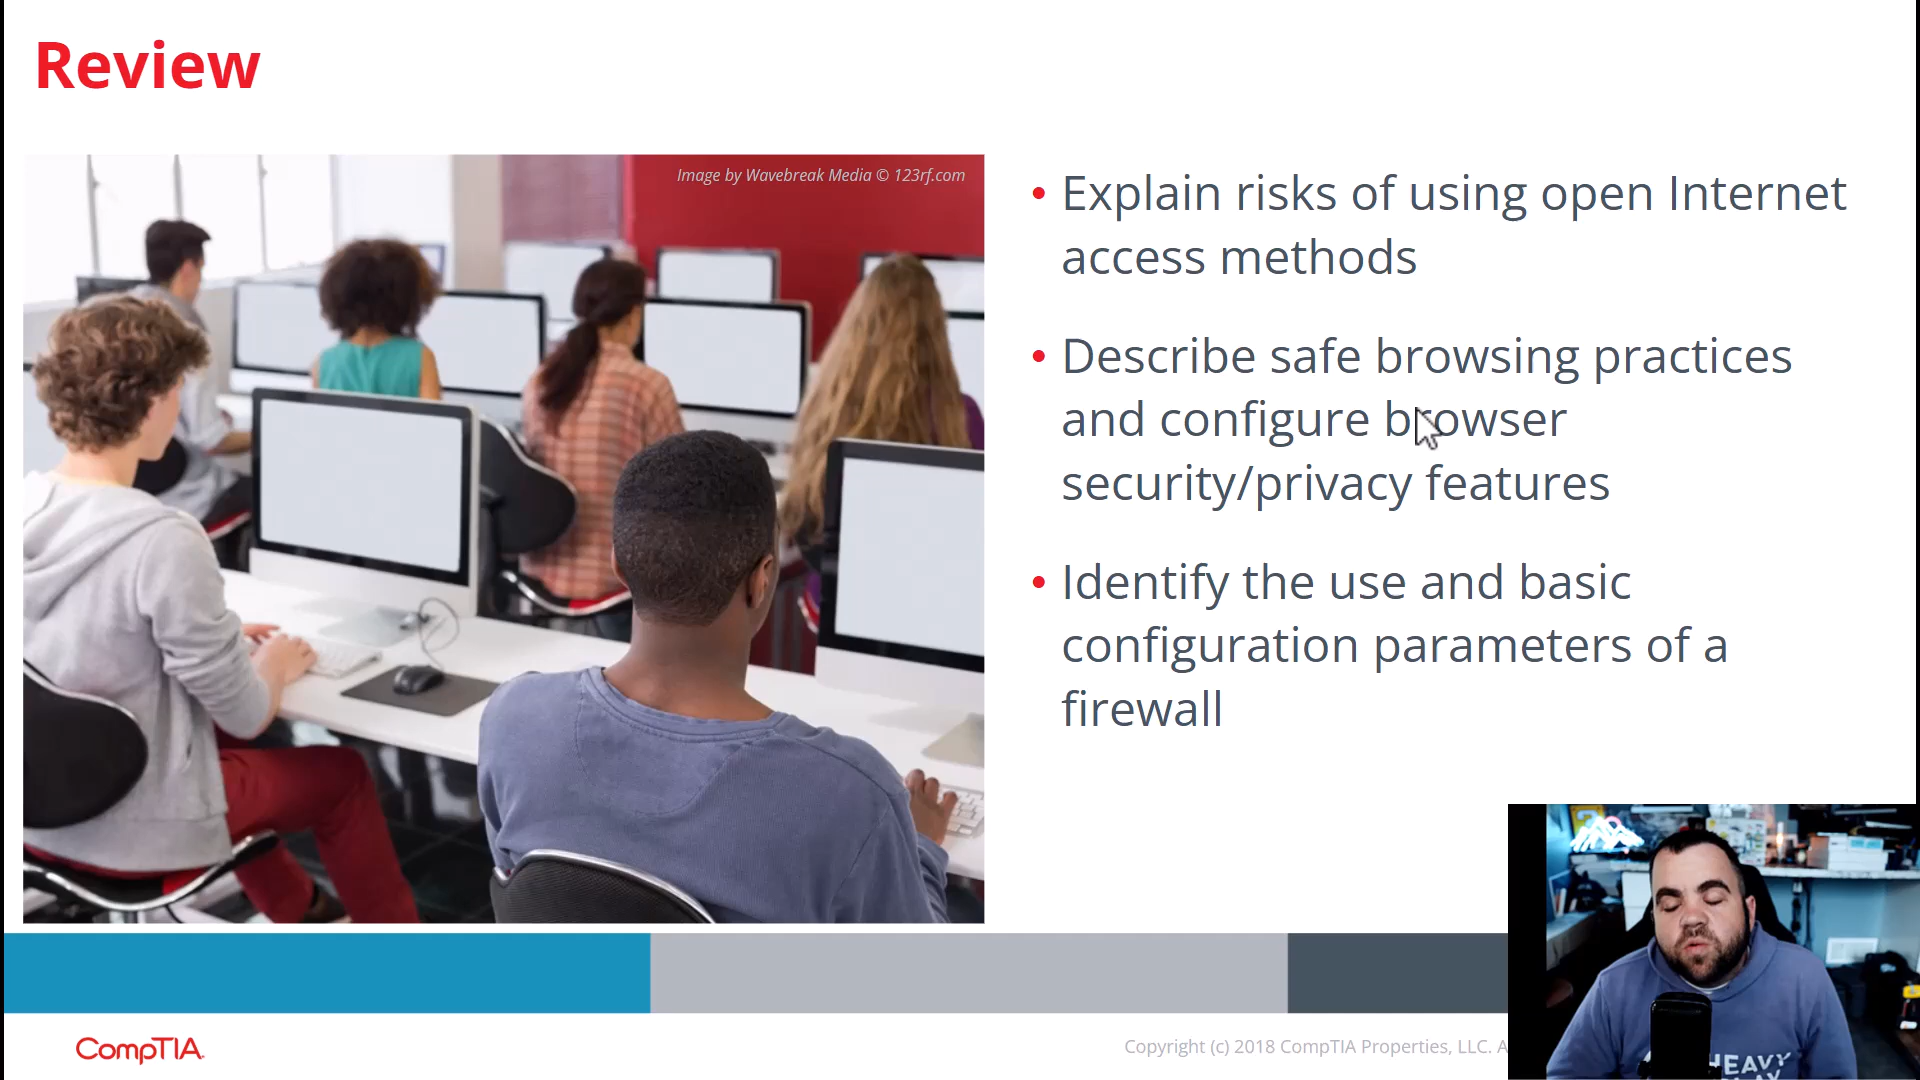 Review
Image by Wavebreak Media © 123rf.com
• Explain risks of using open Internet
access methods
• Describe safe browsing practices
and configure browser
security/privacy features
• Identify the use and basic
configuration parameters of a
firewall
CompTIA.
Copyright (c) 2018 CompTIA Properties, LLC. A
HEAVY